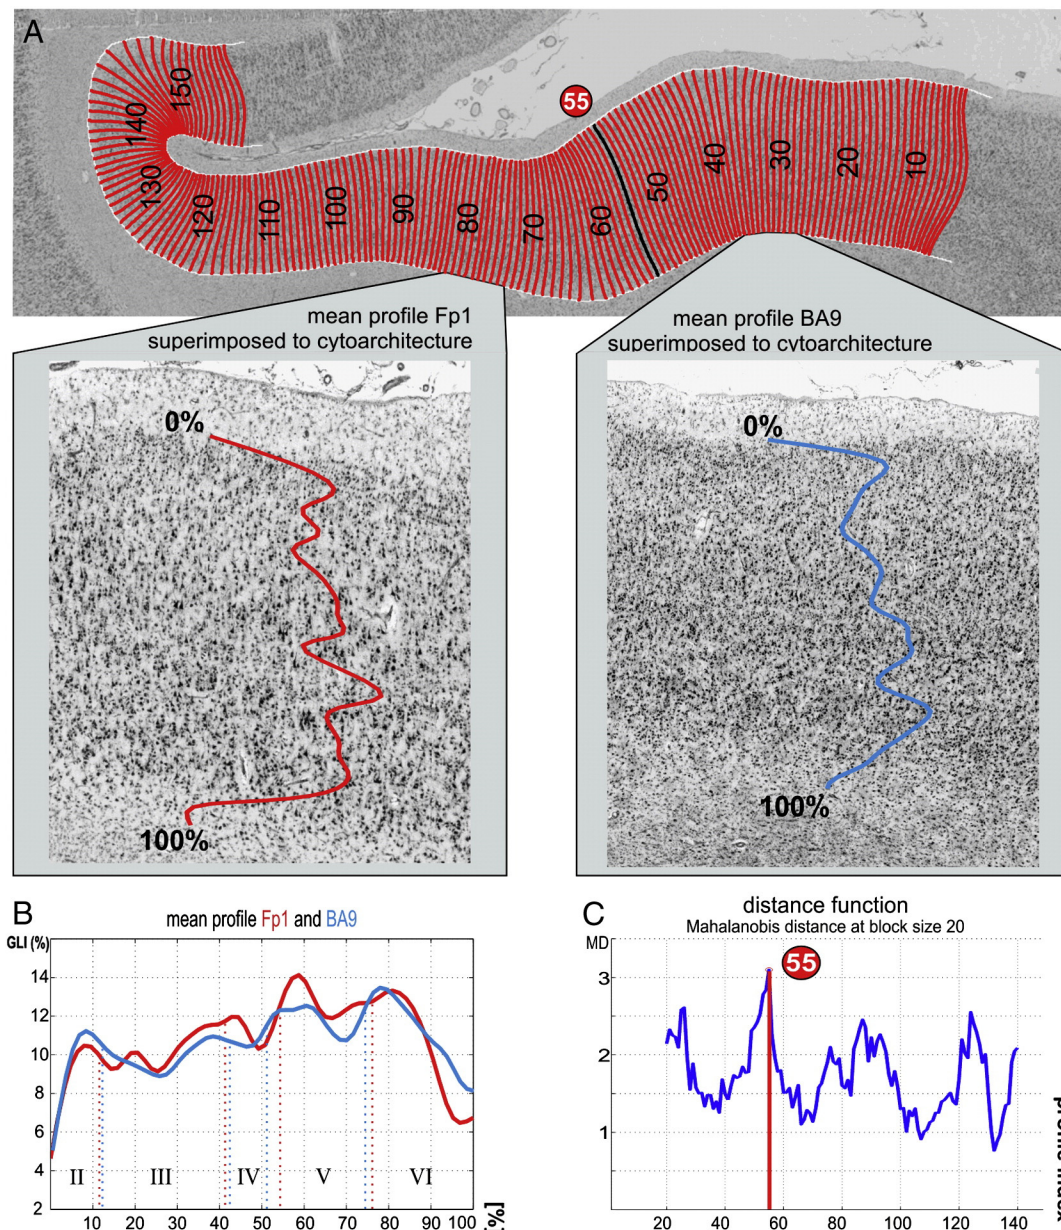 A
55
150
140
130
120
110
100
90
80
70
60
50
40
30
20
10
mean profile Fp1
superimposed to cytoarchitecture
mean profile BA9
superimposed to cytoarchitecture
0%
100%
0%
100%
B
mean profile Fp1 and BA9
GLI (%)
14
12
10
8
6
4
2
II III IV V VI
10 20 30 40 50 60 70 80 90 100 [%]
C
distance function
Mahalanobis distance at block size 20
MD
55
3
2
1
20 40 60 80 100 120 140